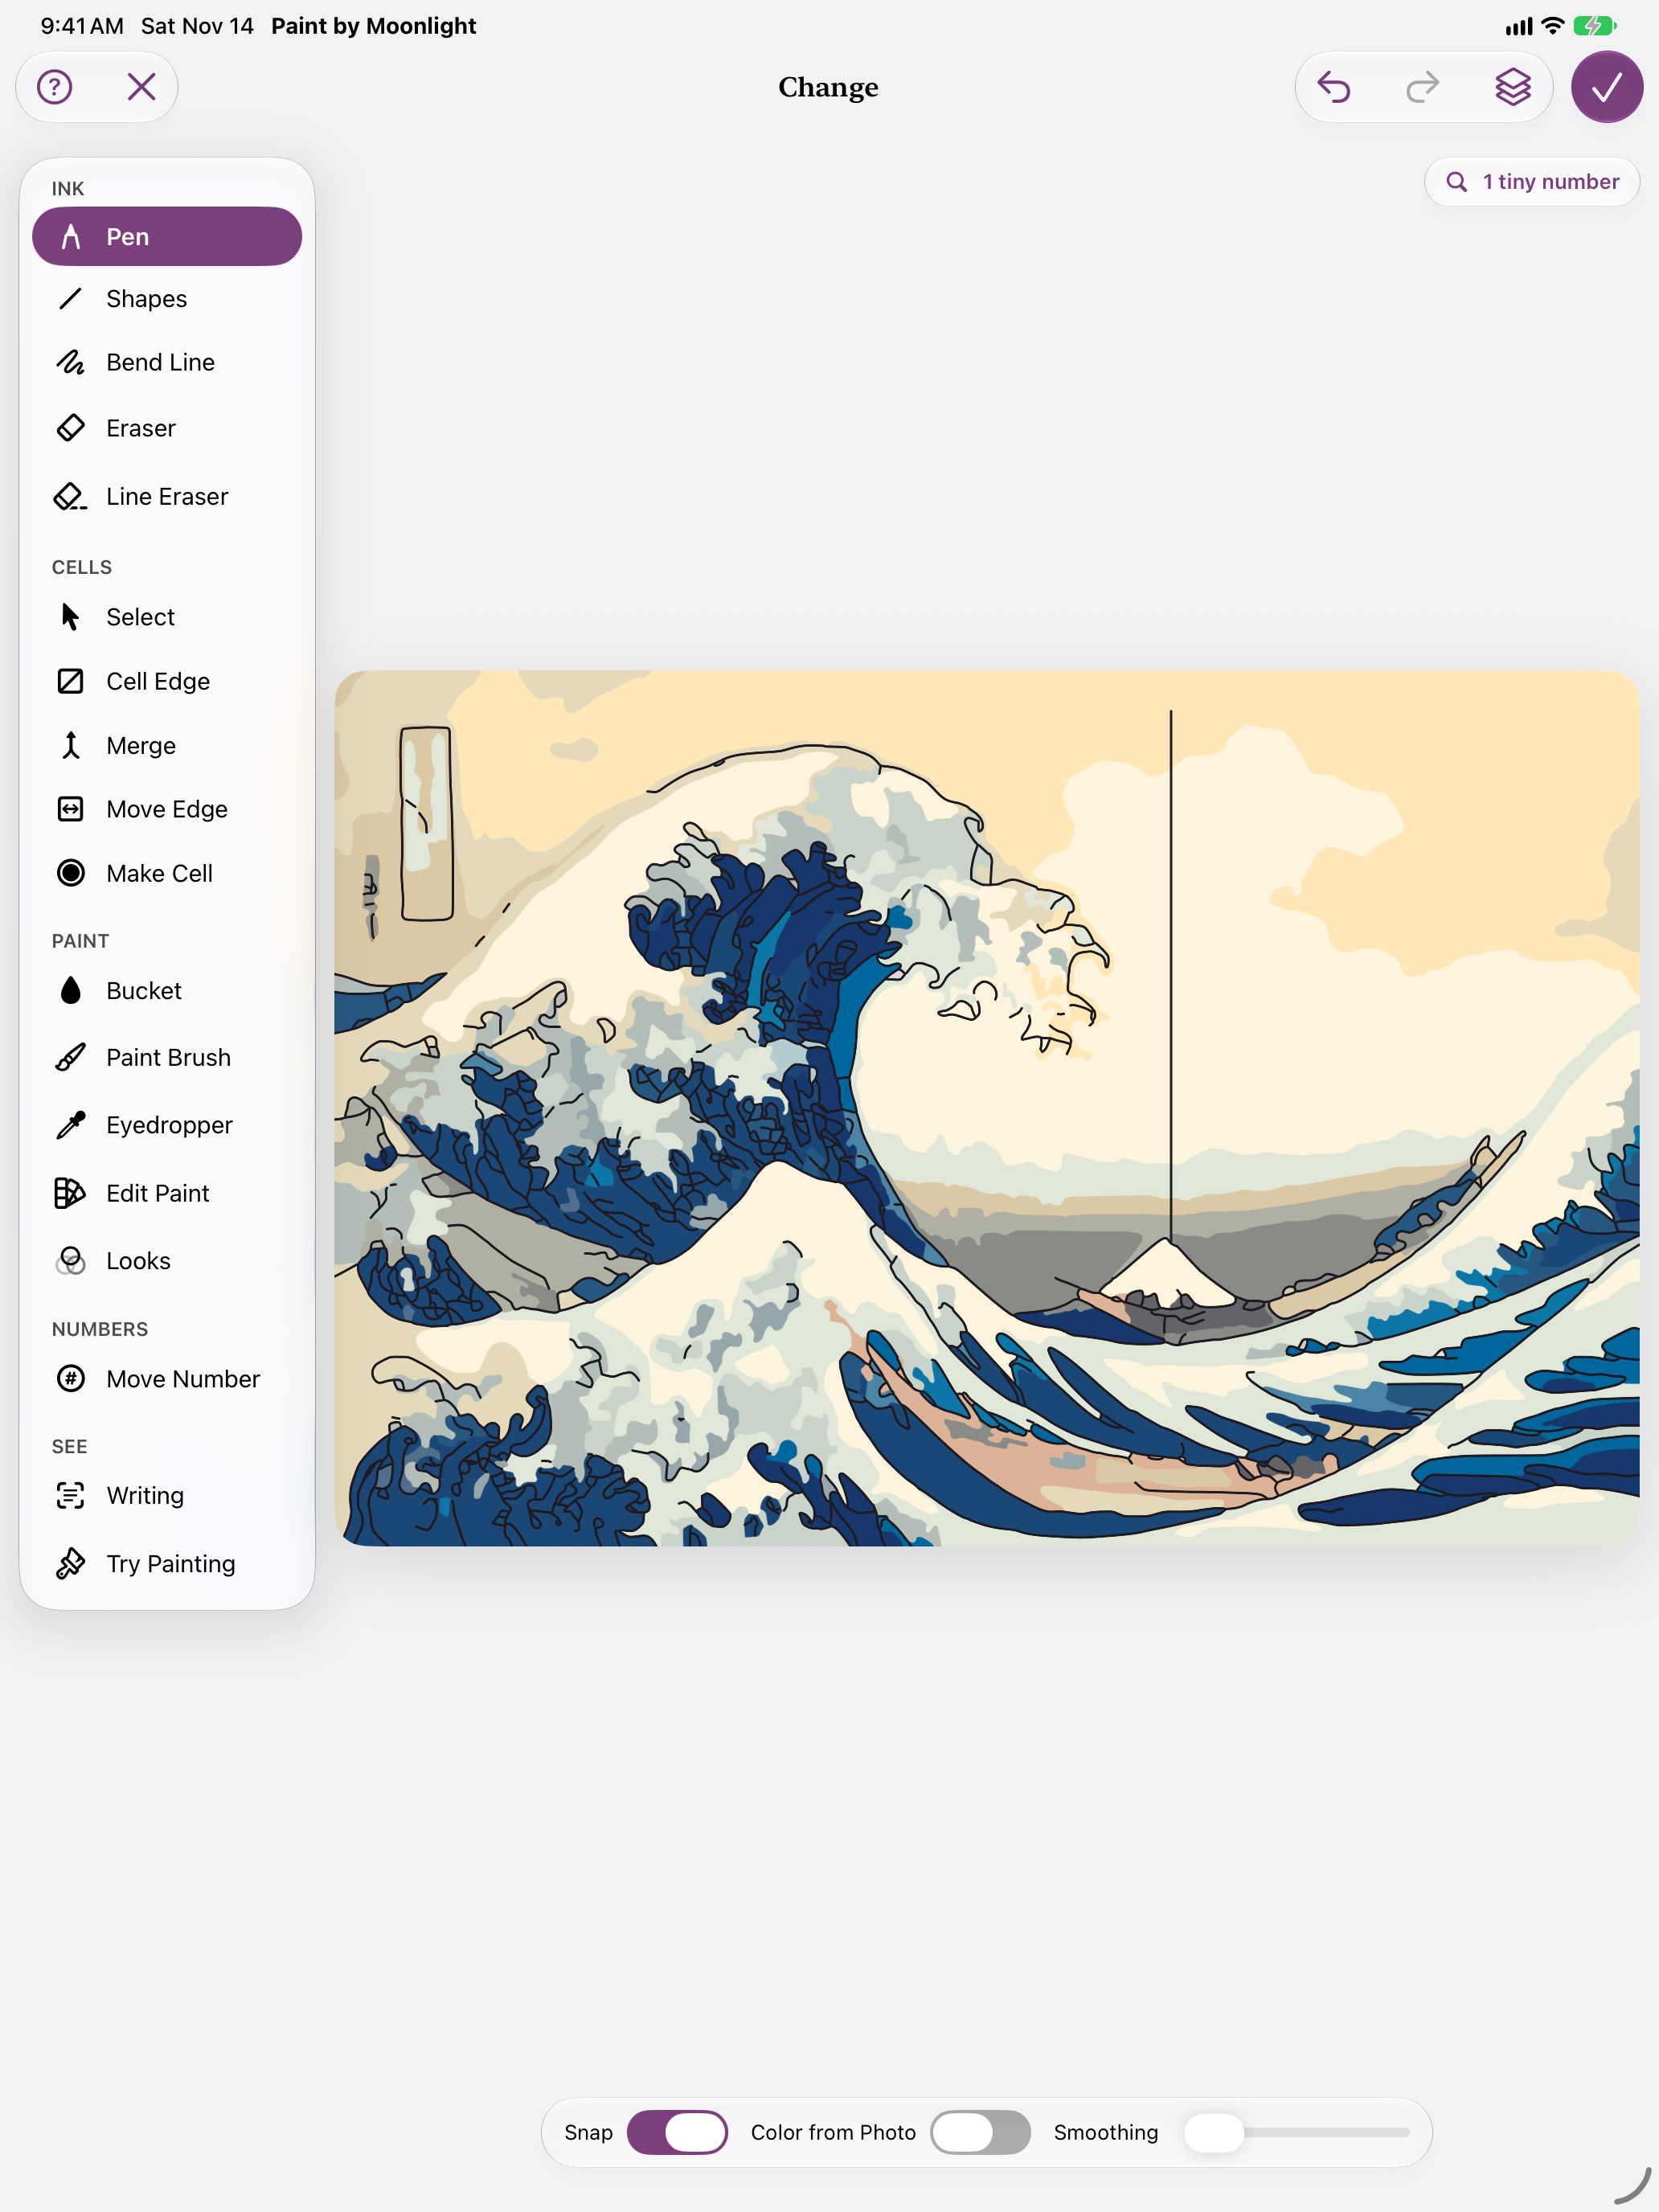 9:41 AM Sat Nov 14 Paint by Moonlight
Change
1 tiny number
INK
Pen
Shapes
Bend Line
Eraser
Line Eraser
CELLS
Select
Cell Edge
Merge
Move Edge
Make Cell
PAINT
Bucket
Paint Brush
Eyedropper
Edit Paint
Looks
NUMBERS
# Move Number
SEE
Writing
Try Painting
Snap Color from Photo Smoothing